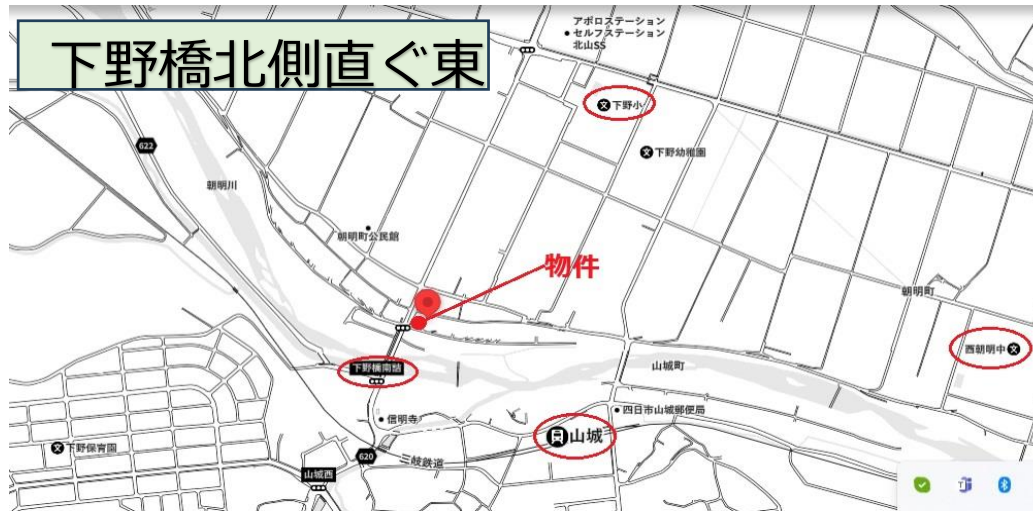 下野橋北側直ぐ東
アポロステーション
セルフステーション
北山SS
文下野小
文下野幼稚園
622
朝明川
朝明町公民館
物件
朝明町
西朝明中文
下野橋南詰
山城町
信明寺
四日市山城郵便局
山城
文下野保育園
620
三岐鉄道
山城西